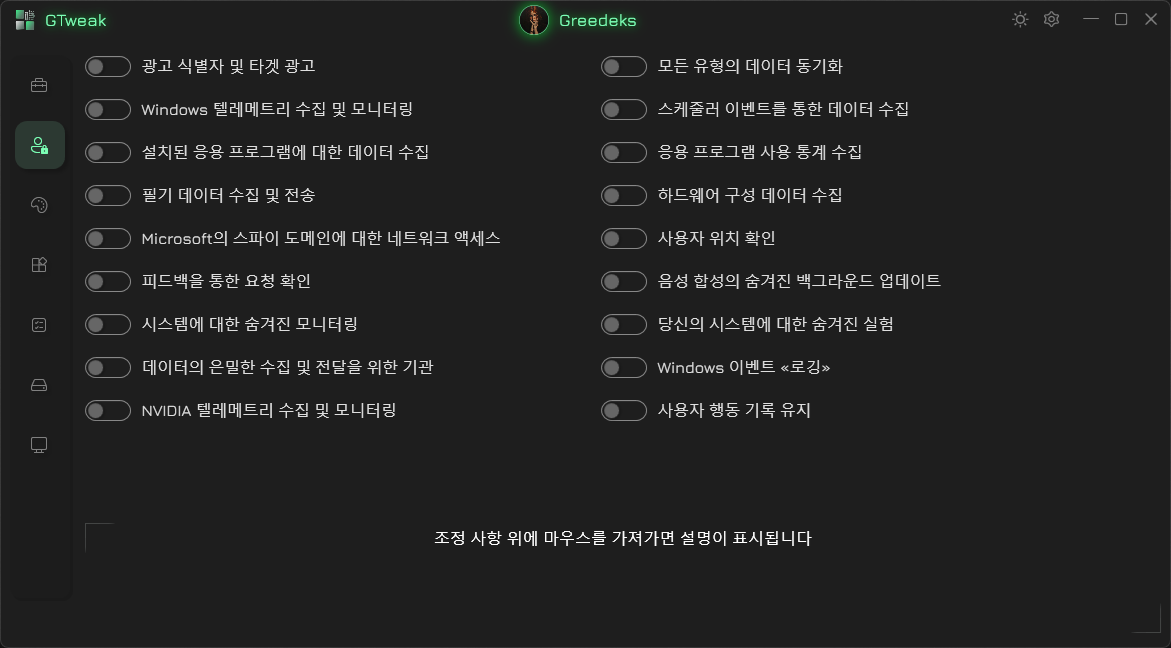 GTweak
Greedeks
광고 식별자 및 타겟 광고
모든 유형의 데이터 동기화
Windows 텔레메트리 수집 및 모니터링
스케줄러 이벤트를 통한 데이터 수집
설치된 응용 프로그램에 대한 데이터 수집
응용 프로그램 사용 통계 수집
필기 데이터 수집 및 전송
하드웨어 구성 데이터 수집
Microsoft의 스파이 도메인에 대한 네트워크 액세스
사용자 위치 확인
피드백을 통한 요청 확인
음성 합성의 숨겨진 백그라운드 업데이트
시스템에 대한 숨겨진 모니터링
당신의 시스템에 대한 숨겨진 실험
데이터의 은밀한 수집 및 전달을 위한 기관
Windows 이벤트 «로깅»
NVIDIA 텔레메트리 수집 및 모니터링
사용자 행동 기록 유지
조정 사항 위에 마우스를 가져가면 설명이 표시됩니다